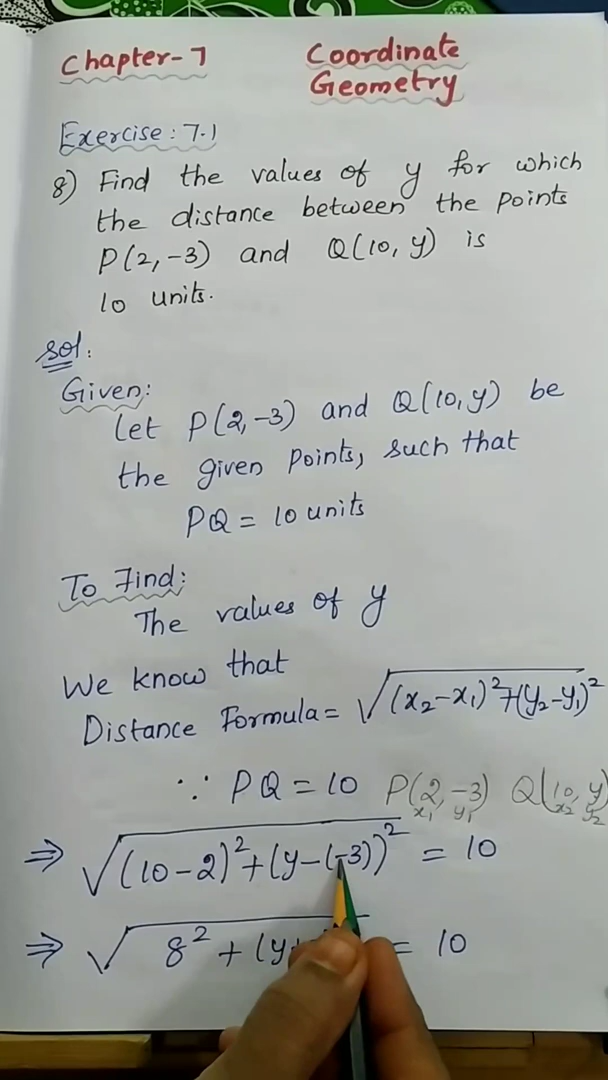 Chapter-7 Coordinate
Geometry
Exercise: 7.1
8) Find the values of y for which
the distance between the points
P(2,-3) and Q(10, y) is
10 units.
Sol:
Given:
Let P(2,-3) and Q(10,y) be
the given points, such that
PQ = 10 units
To Find:
The values of y
We know that
Distance Formula = √(x₂-x₁)²+(y₂-y₁)²
∵ PQ = 10 P(2,-3) Q(10, y)
x₁ y₁ x₂ y₂
⇒ √(10-2)²+(y-(-3))² = 10
⇒ √8² + (y+ = 10